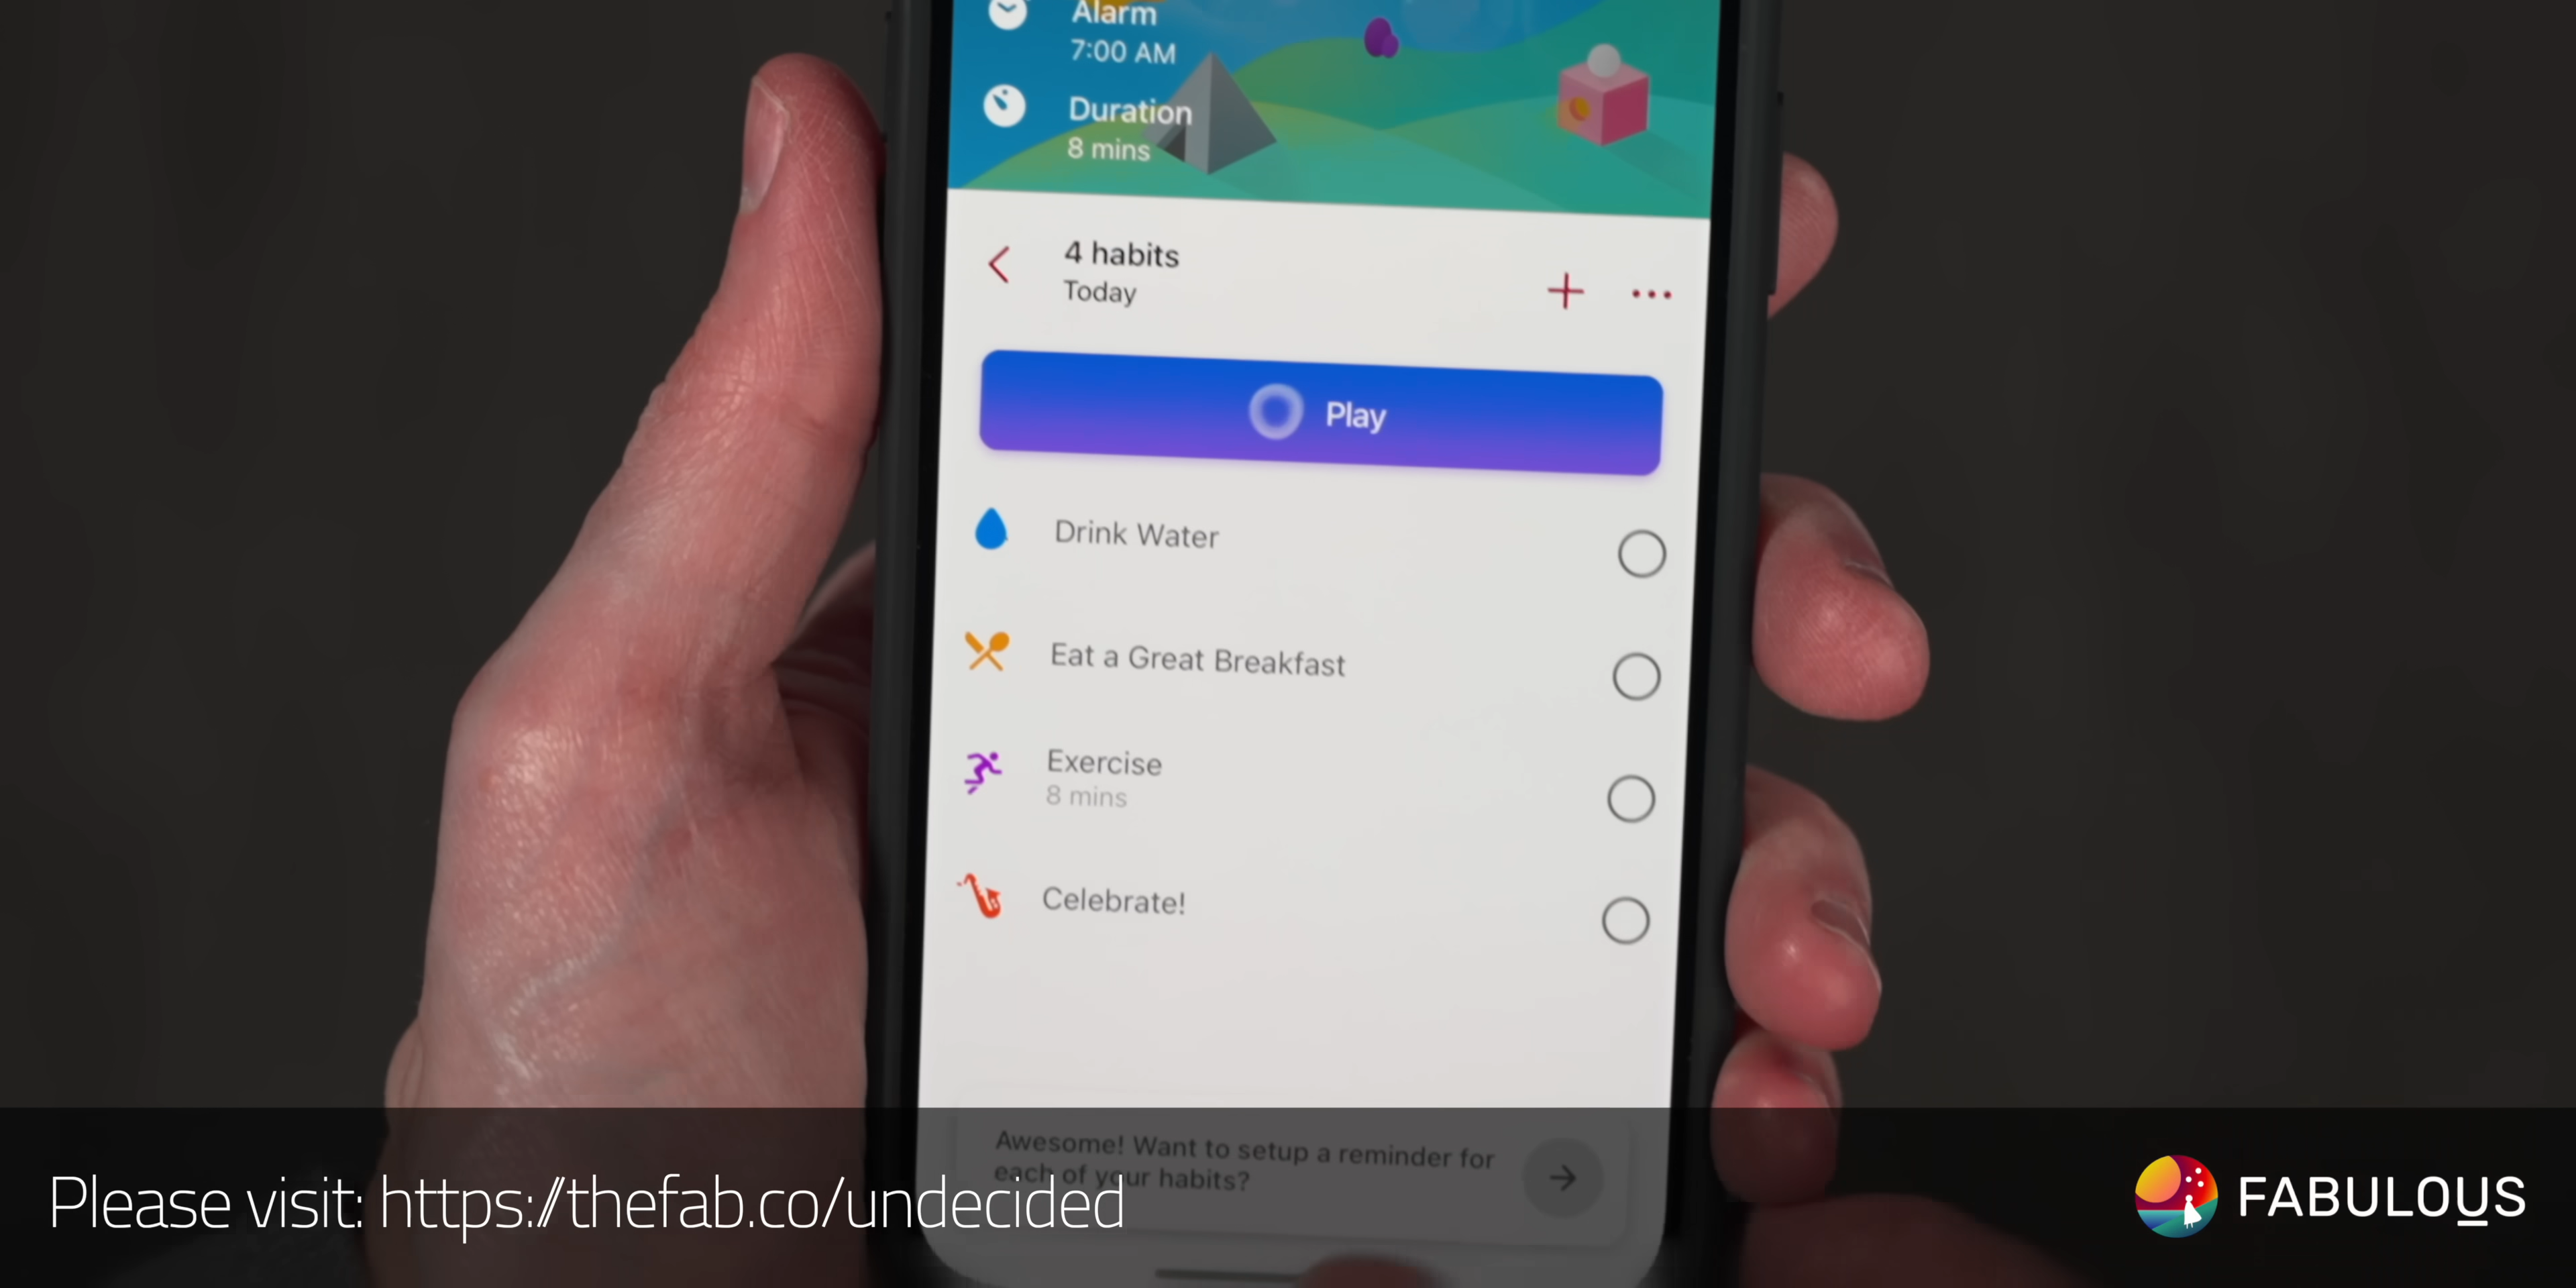 Alarm
7:00 AM
Duration
8 mins
4 habits
Today
Play
Drink Water
Eat a Great Breakfast
Exercise
8 mins
Celebrate!
Awesome! Want to setup a reminder for
each of your habits?
Please visit: https://thefab.co/undecided
FABULOUS